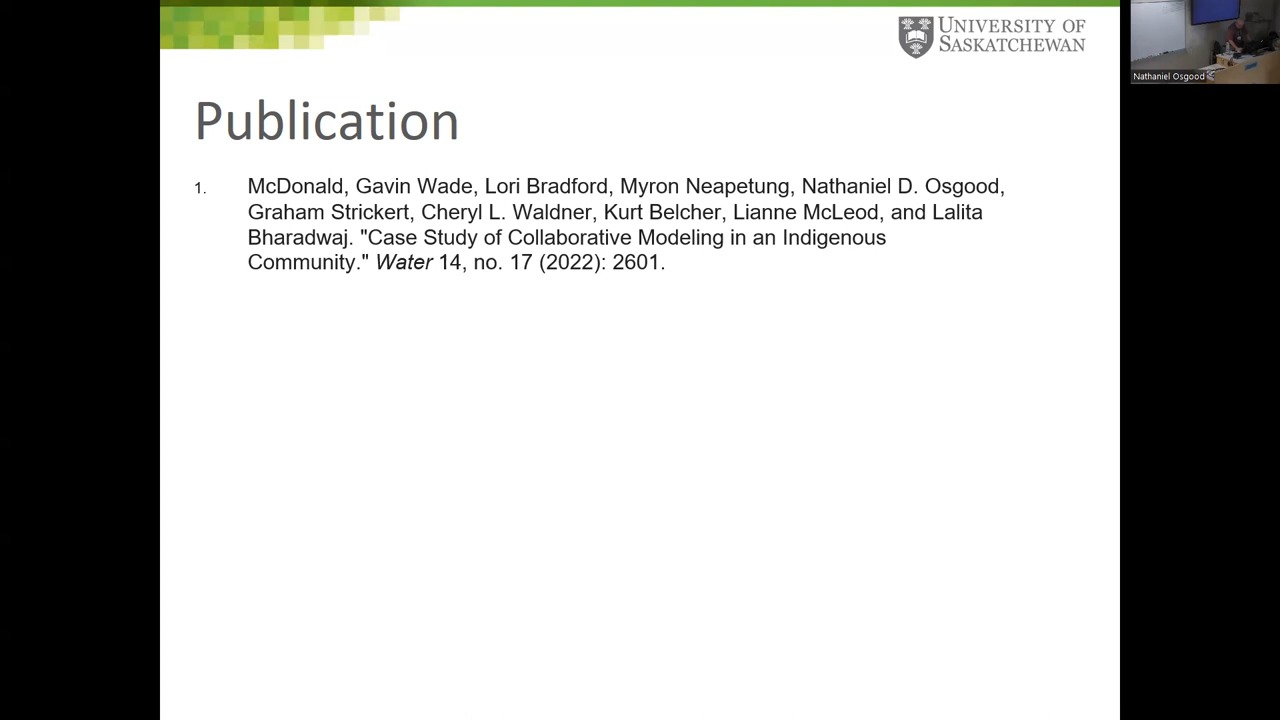 UNIVERSITY OF
SASKATCHEWAN
Nathaniel Osgood
Publication
1. McDonald, Gavin Wade, Lori Bradford, Myron Neapetung, Nathaniel D. Osgood,
Graham Strickert, Cheryl L. Waldner, Kurt Belcher, Lianne McLeod, and Lalita
Bharadwaj. "Case Study of Collaborative Modeling in an Indigenous
Community." Water 14, no. 17 (2022): 2601.